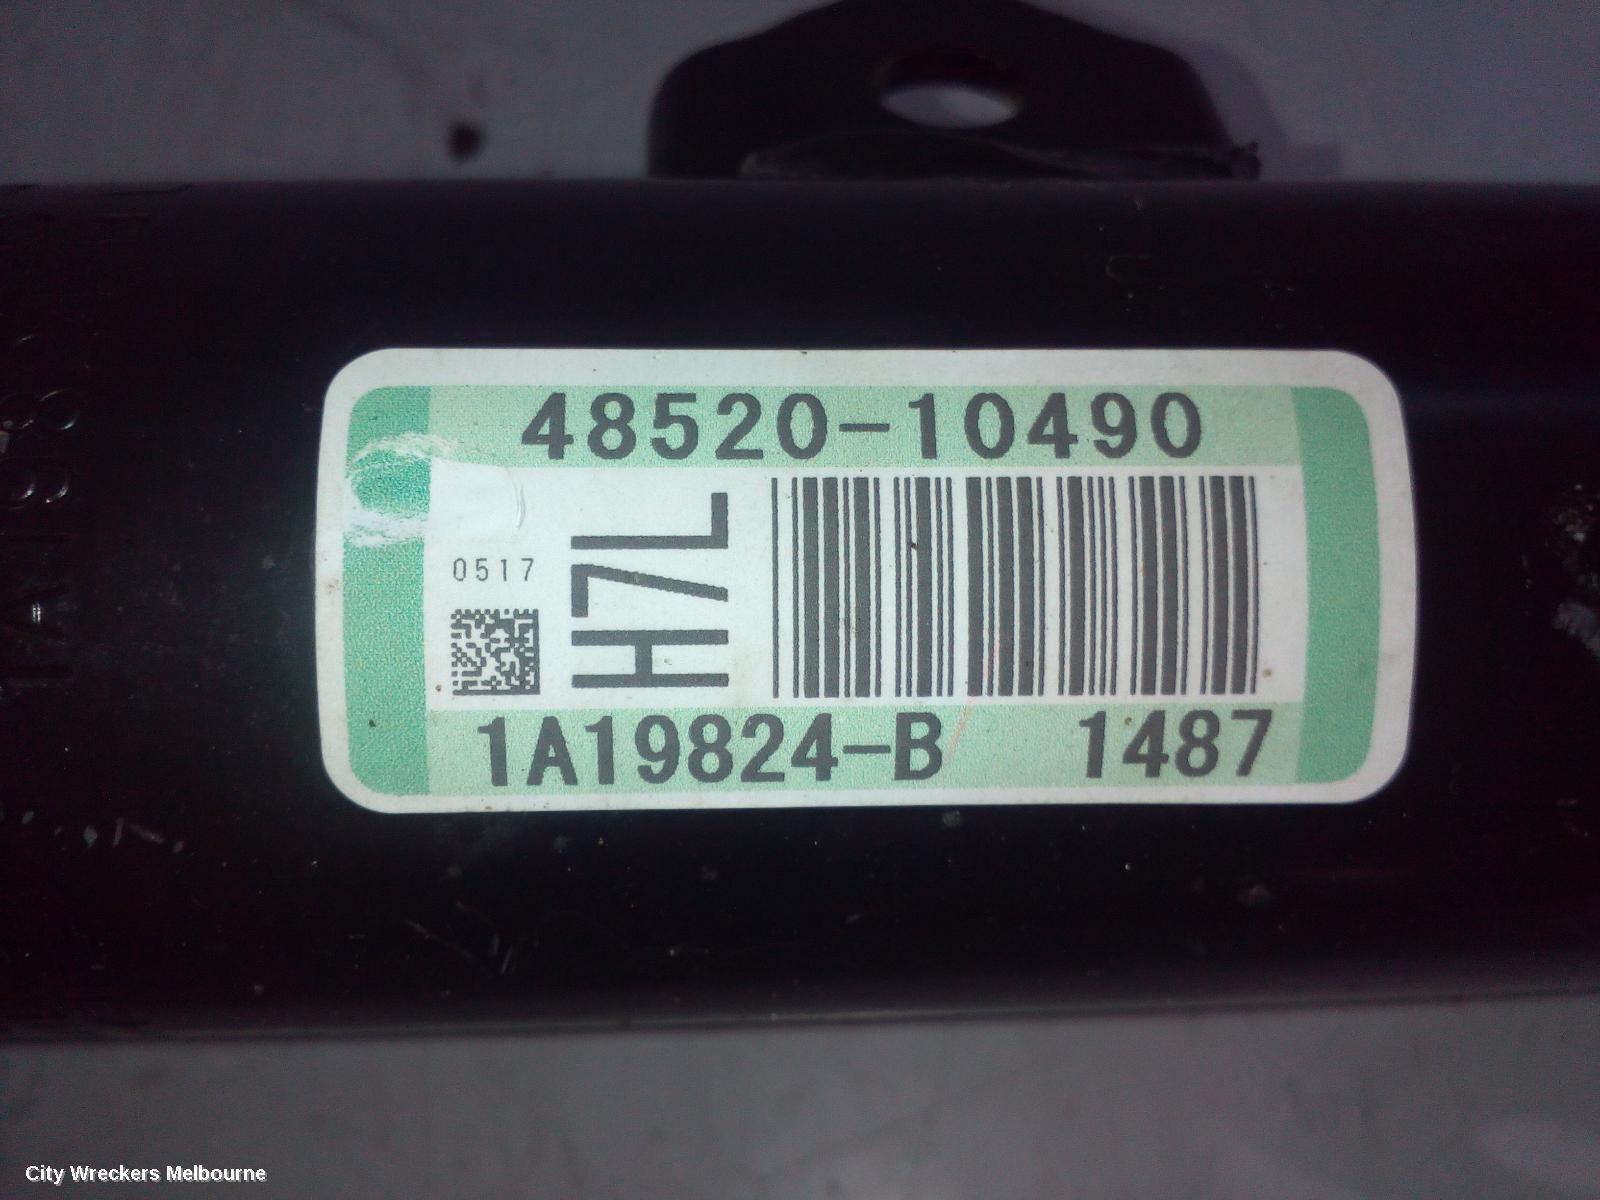 48520-10490
0517
H7L
1A19824-B 1487
City Wreckers Melbourne